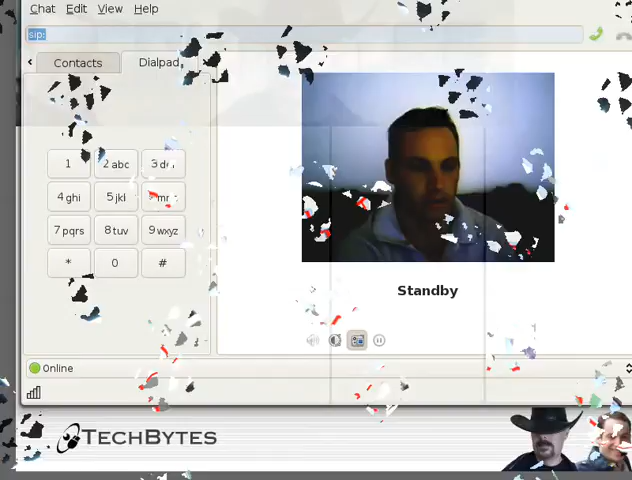 Chat Edit View Help
sip:
Contacts Dialpad
1 2 abc
4 ghi 5 jkl
7 pqrs 8 tuv 9 wxyz
* 0 #
Standby
Online
TECHBYTES